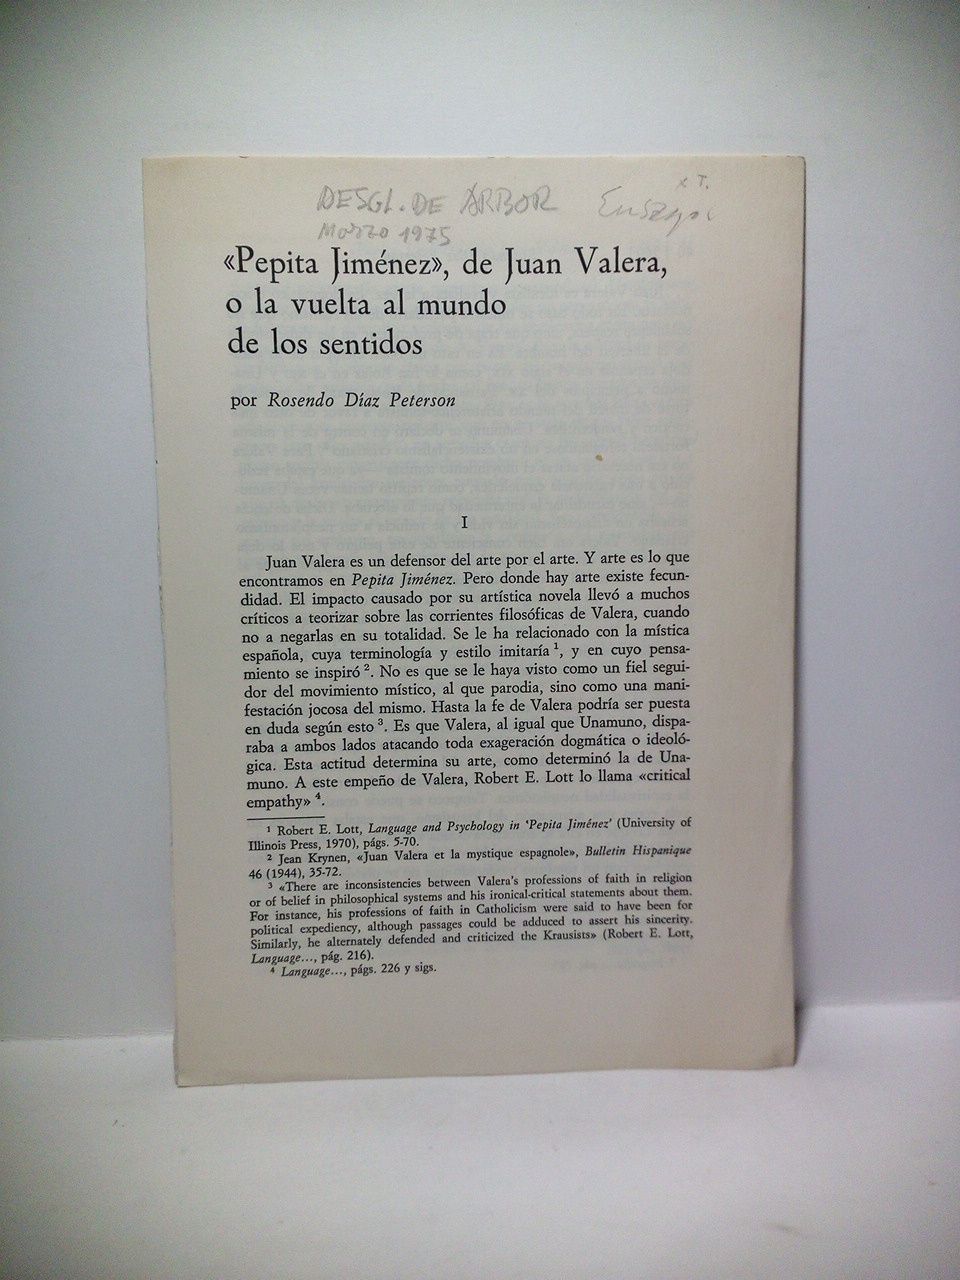 DESGL. DE ARBOR
x T.
Marzo 1975
«Pepita Jiménez», de Juan Valera,
o la vuelta al mundo
de los sentidos
por Rosendo Díaz Peterson
I
Juan Valera es un defensor del arte por el arte. Y arte es lo que
encontramos en Pepita Jiménez. Pero donde hay arte existe fecun-
didad. El impacto causado por su artística novela llevó a muchos
críticos a teorizar sobre las corrientes filosóficas de Valera, cuando
no a negarlas en su totalidad. Se le ha relacionado con la mística
española, cuya terminología y estilo imitaría ¹, y en cuyo pensa-
miento se inspiró ². No es que se le haya visto como un fiel segui-
dor del movimiento místico, al que parodia, sino como una mani-
festación jocosa del mismo. Hasta la fe de Valera podría ser puesta
en duda según esto ³. Es que Valera, al igual que Unamuno, dispa-
raba a ambos lados atacando toda exageración dogmática o ideoló-
gica. Esta actitud determina su arte, como determinó la de Una-
muno. A este empeño de Valera, Robert E. Lott lo llama «critical
empathy» ⁴.
¹ Robert E. Lott, Language and Psychology in 'Pepita Jiménez' (University of
Illinois Press, 1970), págs. 5-70.
² Jean Krynen, «Juan Valera et la mystique espagnole», Bulletin Hispanique
46 (1944), 35-72.
³ «There are inconsistencies between Valera's professions of faith in religion
or of belief in philosophical systems and his ironical-critical statements about them.
For instance, his professions of faith in Catholicism were said to have been for
political expediency, although passages could be adduced to assert his sincerity.
Similarly, he alternately defended and criticized the Krausists» (Robert E. Lott,
Language..., pág. 216).
⁴ Language..., págs. 226 y sigs.